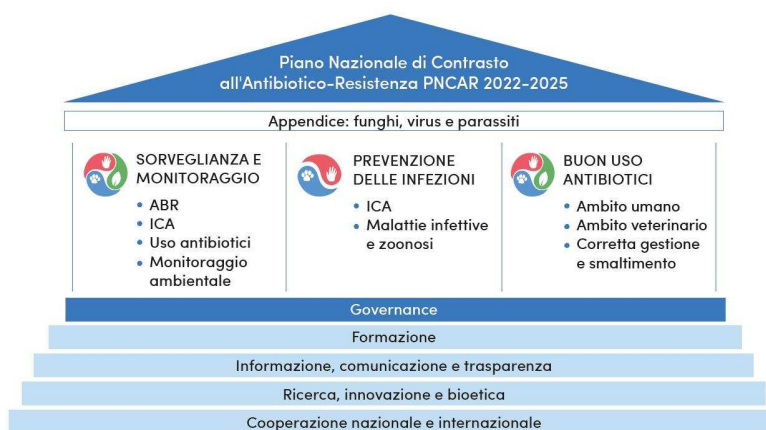 Piano Nazionale di Contrasto
all'Antibiotico-Resistenza PNCAR 2022-2025
Appendice: funghi, virus e parassiti
SORVEGLIANZA E
MONITORAGGIO
• ABR
• ICA
• Uso antibiotici
• Monitoraggio
ambientale
PREVENZIONE
DELLE INFEZIONI
• ICA
• Malattie infettive
e zoonosi
BUON USO
ANTIBIOTICI
• Ambito umano
• Ambito veterinario
• Corretta gestione
e smaltimento
Governance
Formazione
Informazione, comunicazione e trasparenza
Ricerca, innovazione e bioetica
Cooperazione nazionale e internazionale